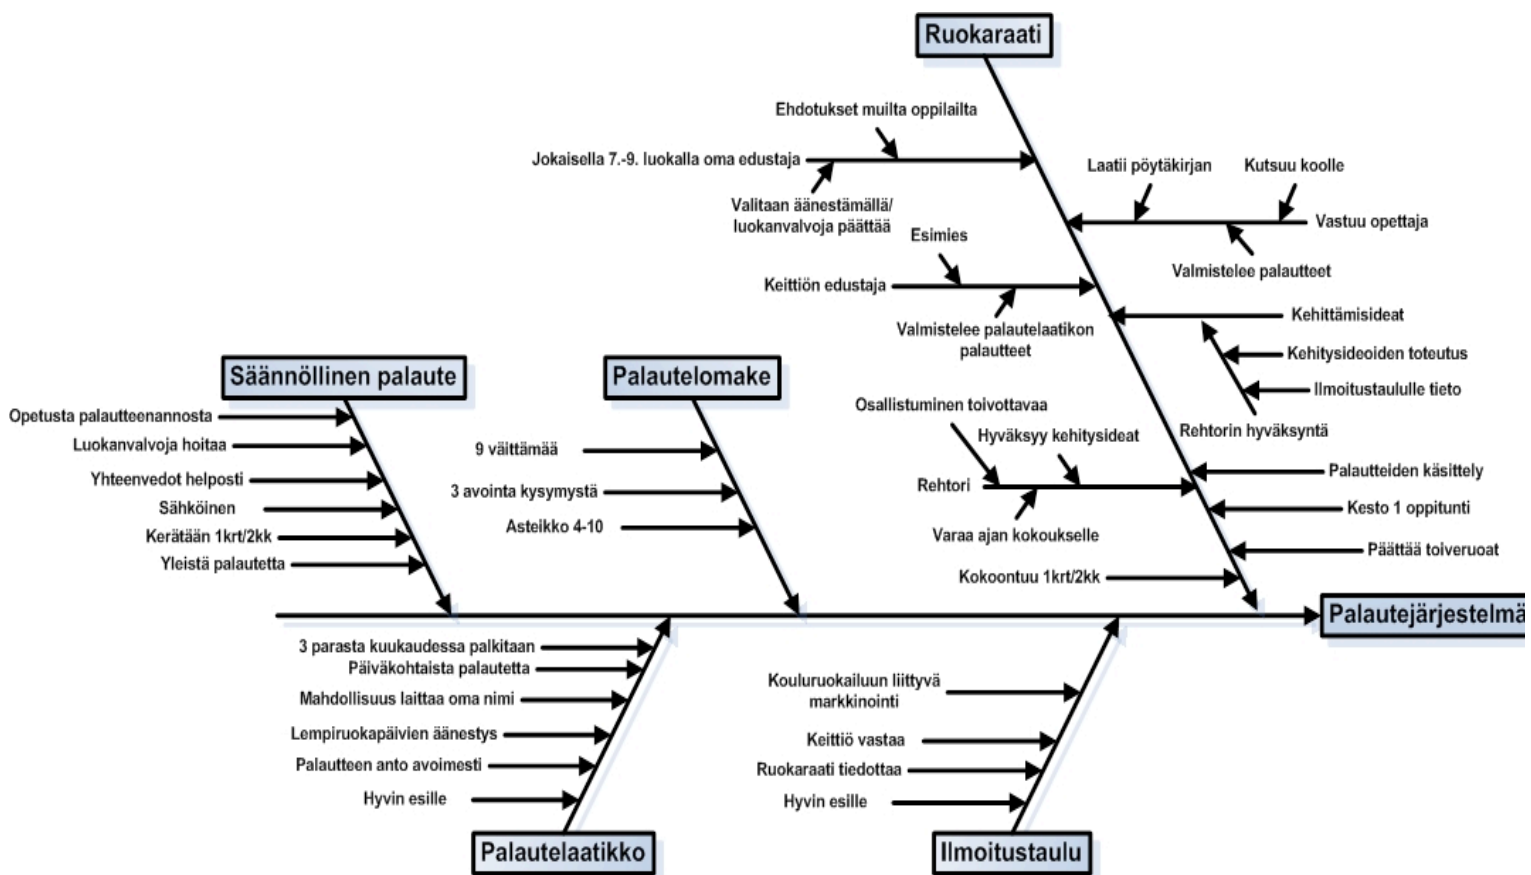 Ruokaraati
Ehdotukset muilta oppilailta
Jokaisella 7.-9. luokalla oma edustaja
Valitaan äänestämällä/
luokanvalvoja päättää
Laatii pöytäkirjan
Kutsuu koolle
Vastuu opettaja
Valmistelee palautteet
Esimies
Keittiön edustaja
Valmistelee palautelaatikon
palautteet
Kehittämisideat
Kehitysideoiden toteutus
Ilmoitustaululle tieto
Rehtorin hyväksyntä
Osallistuminen toivottavaa
Hyväksyy kehitysideat
Rehtori
Varaa ajan kokoukselle
Palautteiden käsittely
Kesto 1 oppitunti
Päättää toiveruoat
Kokoontuu 1krt/2kk
Säännöllinen palaute
Opetusta palautteenannosta
Luokanvalvoja hoitaa
Yhteenvedot helposti
Sähköinen
Kerätään 1krt/2kk
Yleistä palautetta
Palautelomake
9 väittämää
3 avointa kysymystä
Asteikko 4-10
Palautejärjestelmä
3 parasta kuukaudessa palkitaan
Päiväkohtaista palautetta
Mahdollisuus laittaa oma nimi
Lempiruokapäivien äänestys
Palautteen anto avoimesti
Hyvin esille
Palautelaatikko
Kouluruokailuun liittyvä
markkinointi
Keittiö vastaa
Ruokaraati tiedottaa
Hyvin esille
Ilmoitustaulu